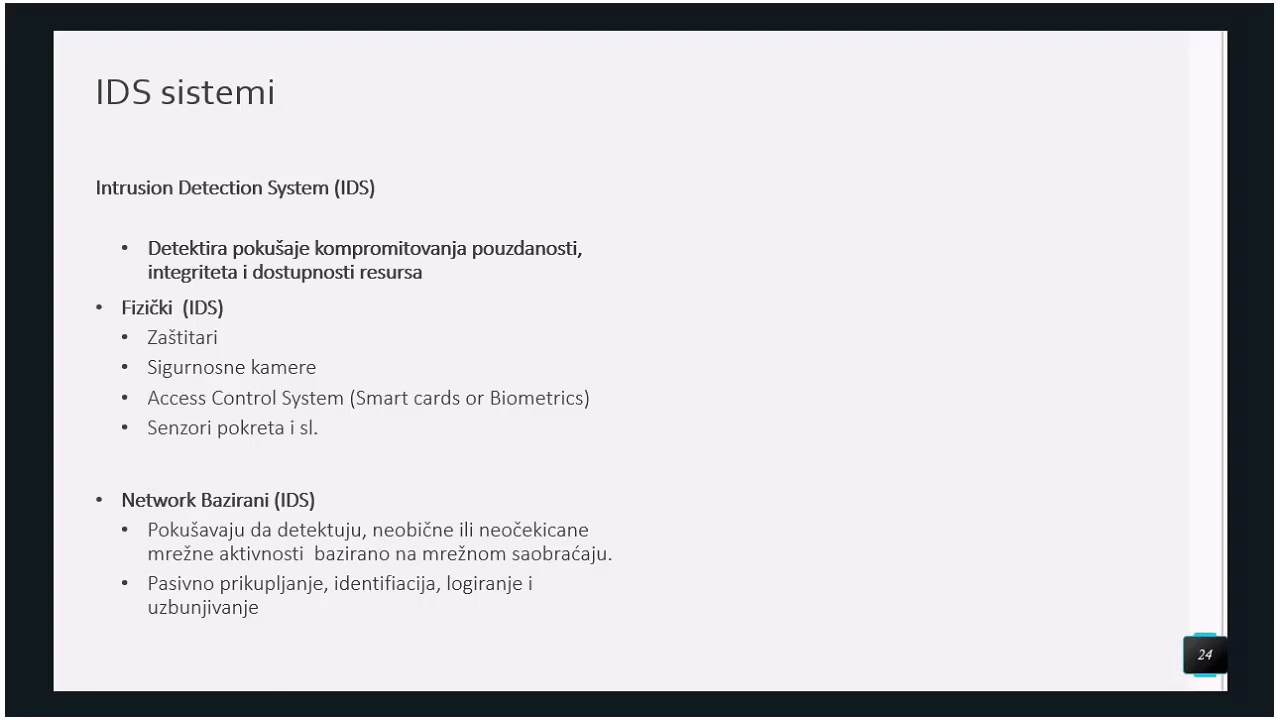 IDS sistemi
Intrusion Detection System (IDS)
• Detektira pokušaje kompromitovanja pouzdanosti,
integriteta i dostupnosti resursa
• Fizički (IDS)
• Zaštitari
• Sigurnosne kamere
• Access Control System (Smart cards or Biometrics)
• Senzori pokreta i sl.
• Network Bazirani (IDS)
• Pokušavaju da detektuju, neobične ili neočekicane
mrežne aktivnosti bazirano na mrežnom saobraćaju.
• Pasivno prikupljanje, identifiacija, logiranje i
uzbunjivanje
24